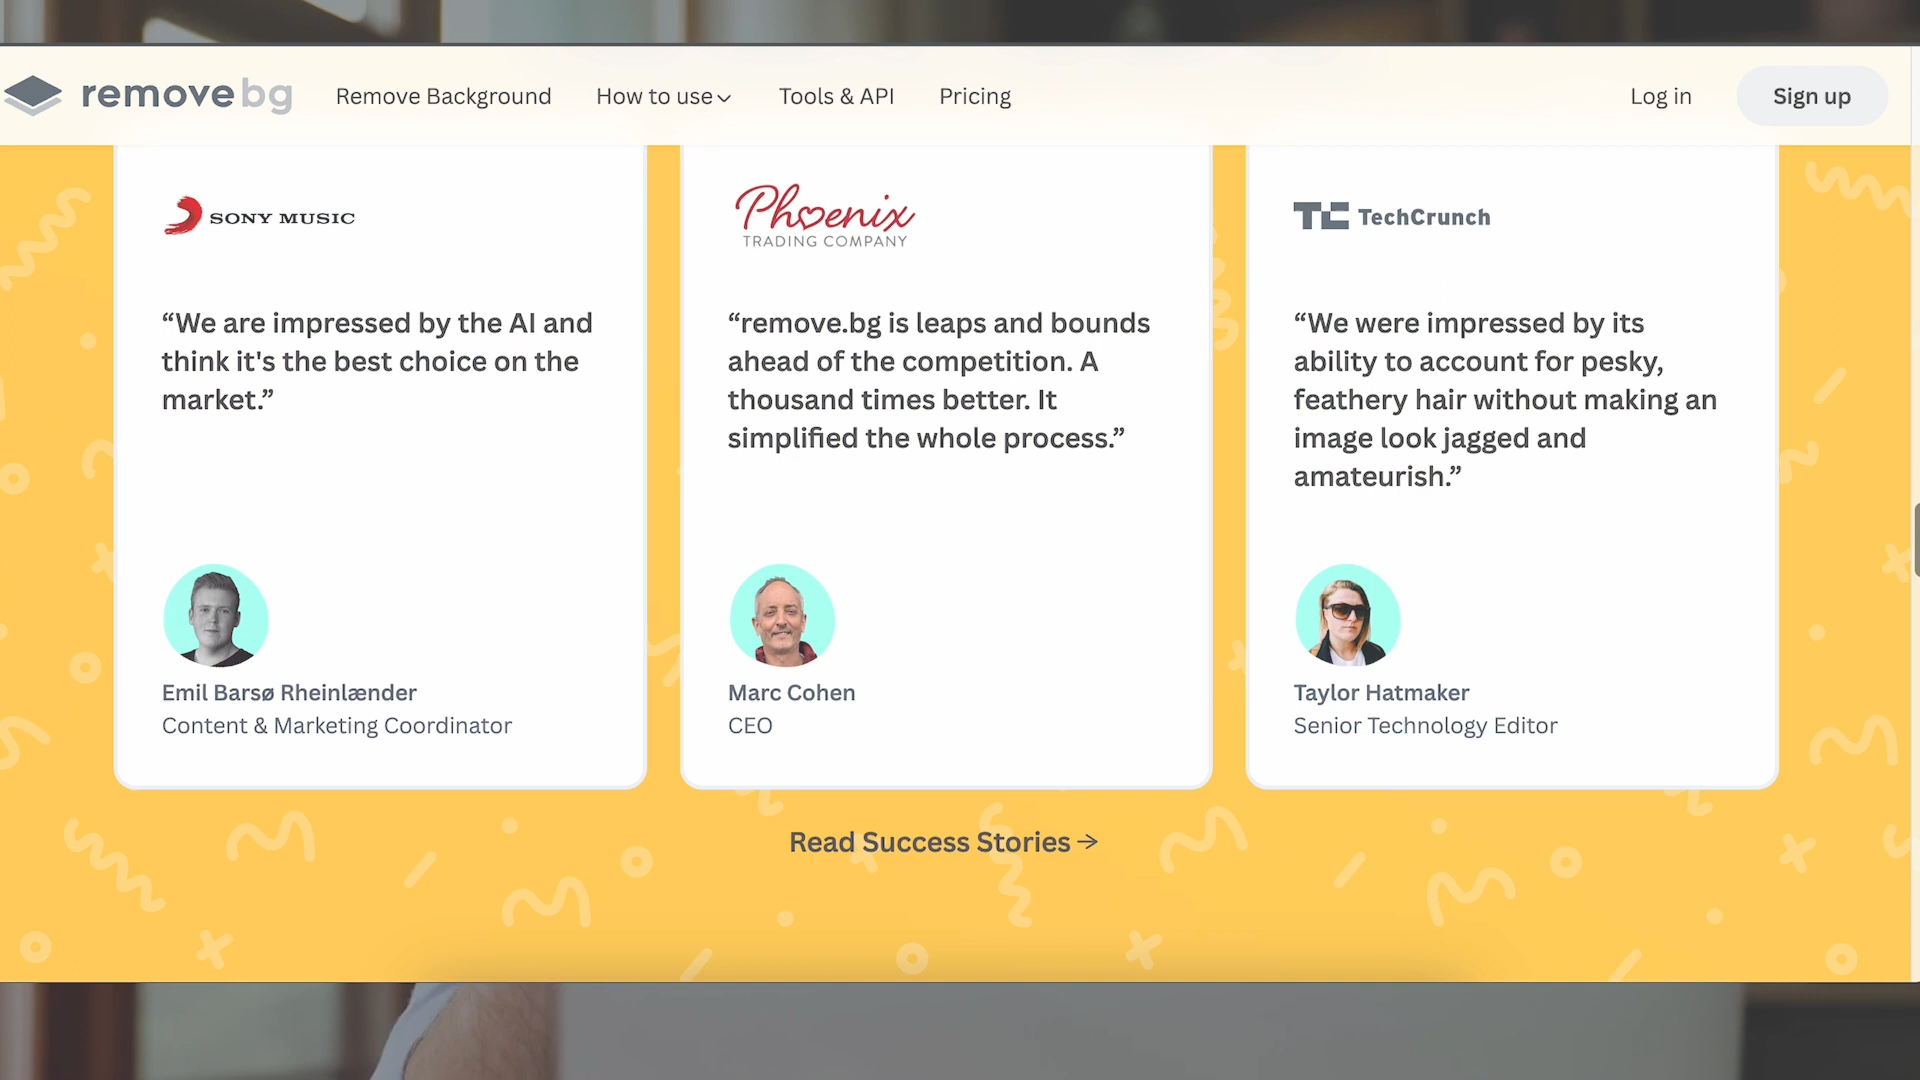 removebg
Remove Background
How to use
Tools & API
Pricing
Log in
Sign up
SONY MUSIC
“We are impressed by the AI and
think it's the best choice on the
market.”
Emil Barsø Rheinlænder
Content & Marketing Coordinator
Phoenix
TRADING COMPANY
“remove.bg is leaps and bounds
ahead of the competition. A
thousand times better. It
simplified the whole process.”
Marc Cohen
CEO
TC TechCrunch
“We were impressed by its
ability to account for pesky,
feathery hair without making an
image look jagged and
amateurish.”
Taylor Hatmaker
Senior Technology Editor
Read Success Stories →